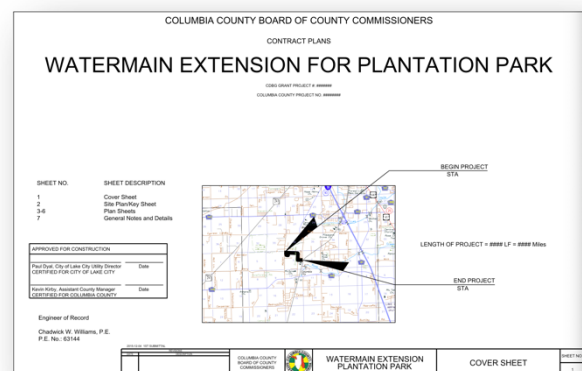 COLUMBIA COUNTY BOARD OF COUNTY COMMISSIONERS
CONTRACT PLANS
WATERMAIN EXTENSION FOR PLANTATION PARK
CDBG GRANT PROJECT #: #######
COLUMBIA COUNTY PROJECT NO. ########
BEGIN PROJECT
STA
SHEET NO. SHEET DESCRIPTION
1 Cover Sheet
2 Site Plan/Key Sheet
3-6 Plan Sheets
7 General Notes and Details
LENGTH OF PROJECT = #### LF = #### Miles
APPROVED FOR CONSTRUCTION
Paul Dyal, City of Lake City Utility Director Date
CERTIFIED FOR CITY OF LAKE CITY
Kevin Kirby, Assistant County Manager Date
CERTIFIED FOR COLUMBIA COUNTY
END PROJECT
STA
Engineer of Record
Chadwick W. Williams, P.E.
P.E. No.: 63144
COLUMBIA COUNTY
BOARD OF COUNTY
COMMISSIONERS
WATERMAIN EXTENSION
PLANTATION PARK
COVER SHEET
SHEET NO.
1